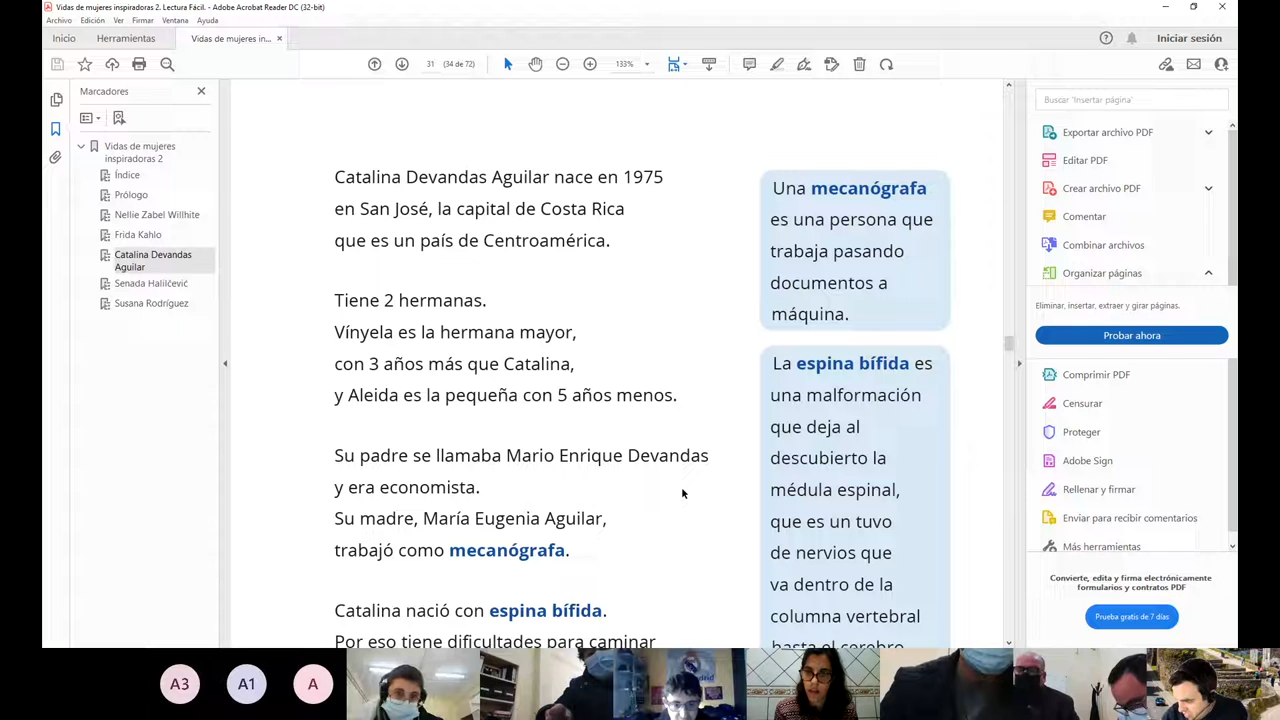 Vidas de mujeres inspiradoras 2. Lectura Fácil. - Adobe Acrobat Reader DC (32-bit)
Archivo Edición Ver Firmar Ventana Ayuda
Inicio Herramientas Vidas de mujeres in... × Iniciar sesión
31 (34 de 72) 133%
Marcadores
Vidas de mujeres inspiradoras 2
Índice
Prólogo
Nellie Zabel Willhite
Frida Kahlo
Catalina Devandas Aguilar
Senada Halilčević
Susana Rodríguez
Catalina Devandas Aguilar nace en 1975
en San José, la capital de Costa Rica
que es un país de Centroamérica.
Tiene 2 hermanas.
Vínyela es la hermana mayor,
con 3 años más que Catalina,
y Aleida es la pequeña con 5 años menos.
Su padre se llamaba Mario Enrique Devandas
y era economista.
Su madre, María Eugenia Aguilar,
trabajó como mecanógrafa.
Catalina nació con espina bífida.
Por eso tiene dificultades para caminar
Una mecanógrafa
es una persona que
trabaja pasando
documentos a
máquina.
La espina bífida es
una malformación
que deja al
descubierto la
médula espinal,
que es un tuvo
de nervios que
va dentro de la
columna vertebral
hasta el cerebro
Buscar 'Insertar página'
Exportar archivo PDF
Editar PDF
Crear archivo PDF
Comentar
Combinar archivos
Organizar páginas
Eliminar, insertar, extraer y girar páginas.
Probar ahora
Comprimir PDF
Censurar
Proteger
Adobe Sign
Rellenar y firmar
Enviar para recibir comentarios
Más herramientas
Convierte, edita y firma electrónicamente
formularios y contratos PDF
Prueba gratis de 7 días
A3 A1 A